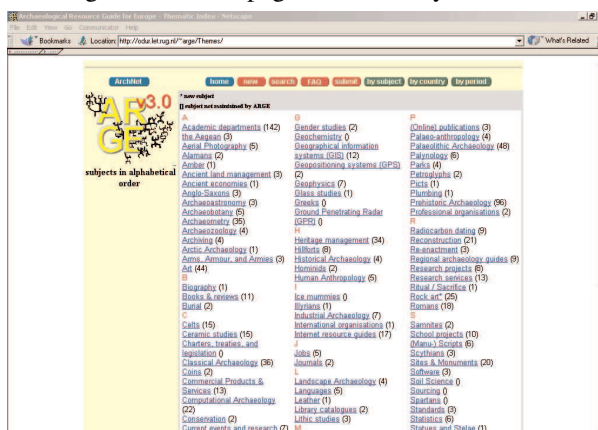 Archaeological Resource Guide for Europe - Thematic Index - Netscape
File Edit View Go Communicator Help
Bookmarks Location: http://odur.let.rug.nl/~arge/Themes/ What's Related
ArchNet home new search FAQ submit by subject by country by period
ARGE v3.0
subjects in alphabetical
order
* new subject
[] subject not maintained by ARGE
A
Academic departments (142)
the Aegean (3)
Aerial Photography (5)
Alamans (2)
Amber (1)
Ancient land management (3)
Ancient economies (1)
Anglo-Saxons (3)
Archaeoastronomy (3)
Archaeobotany (5)
Archaeometry (35)
Archaeozoology (4)
Archiving (4)
Arctic Archaeology (1)
Arms, Armour, and Armies (3)
Art (44)
B
Biography (1)
Books & reviews (11)
Burial (2)
C
Celts (15)
Ceramic studies (15)
Charters, treaties, and
legislation ()
Classical Archaeology (36)
Coins (2)
Commercial Products &
Services (13)
Computational Archaeology
(22)
Conservation (2)
Current events and research (7)
G
Gender studies (2)
Geochemistry ()
Geographical information
systems (GIS) (12)
Geopositioning systems (GPS)
(2)
Geophysics (7)
Glass studies (1)
Greeks ()
Ground Penetrating Radar
(GPR) ()
H
Heritage management (34)
Hillforts (8)
Historical Archaeology (4)
Hominids (2)
Human Anthropology (5)
I
Ice mummies ()
Illyrians (1)
Industrial Archaeology (7)
International organisations (1)
Internet resource guides (17)
J
Jobs (5)
Journals (2)
L
Landscape Archaeology (4)
Languages (5)
Leather (1)
Library catalogues (2)
Lithic studies (3)
M
P
(Online) publications (3)
Palaeo-anthropology (4)
Palaeolithic Archaeology (48)
Palynology (6)
Parks (4)
Petroglyphs (2)
Picts (1)
Plumbing (1)
Prehistoric Archaeology (96)
Professional organisations (2)
R
Radiocarbon dating (9)
Reconstruction (21)
Re-enactment (3)
Regional archaeology guides (9)
Research projects (8)
Research services (13)
Ritual / Sacrifice (1)
Rock art* (25)
Romans (18)
S
Samnites (2)
School projects (10)
(Manu-) Scripts (6)
Scythians (3)
Sites & Monuments (20)
Software (3)
Soil Science ()
Sourcing ()
Spartans ()
Standards (3)
Statistics (6)
Statues and Stelae (1)